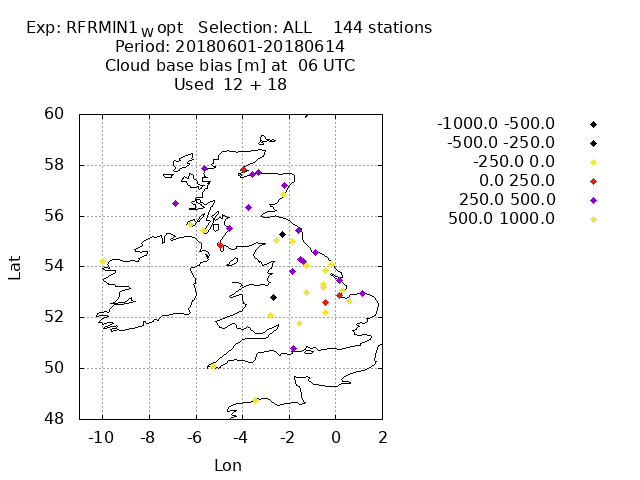 Exp: RFRMIN1_W opt   Selection: ALL    144 stations
Period: 20180601-20180614
Cloud base bias [m] at  06 UTC
Used  12 + 18
-1000.0 -500.0
-500.0 -250.0
-250.0 0.0
0.0 250.0
250.0 500.0
500.0 1000.0
60
58
56
54
52
50
48
Lat
-10 -8 -6 -4 -2 0 2
Lon